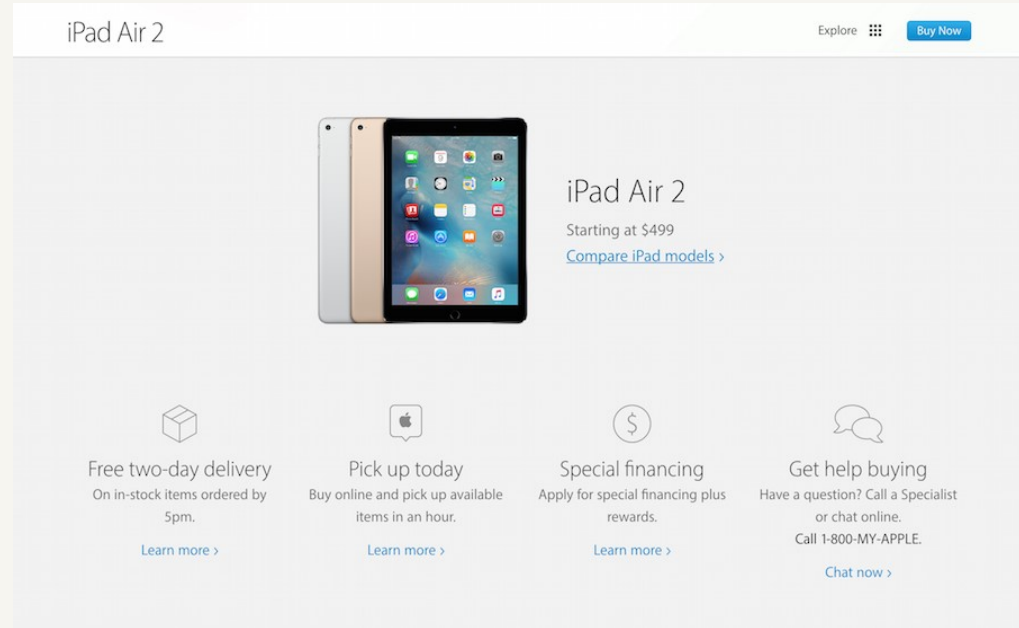 iPad Air 2
Explore
Buy Now
iPad Air 2
Starting at $499
Compare iPad models ›
Free two-day delivery
On in-stock items ordered by
5pm.
Learn more ›
Pick up today
Buy online and pick up available
items in an hour.
Learn more ›
Special financing
Apply for special financing plus
rewards.
Learn more ›
Get help buying
Have a question? Call a Specialist
or chat online.
Call 1-800-MY-APPLE.
Chat now ›